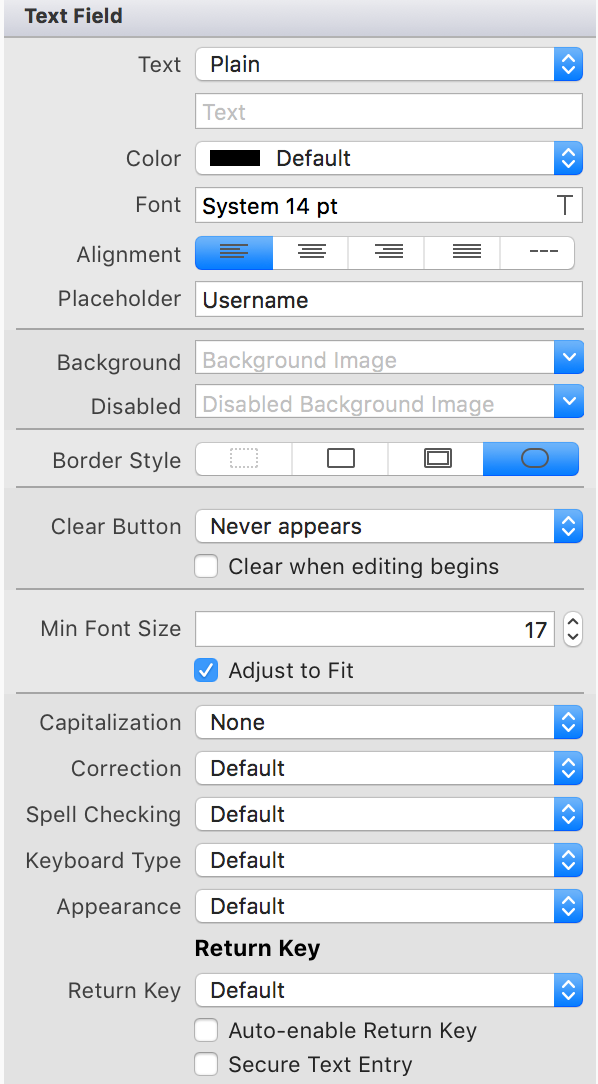 Text Field
Text Plain
Text
Color Default
Font System 14 pt T
Alignment
Placeholder Username
Background Background Image
Disabled Disabled Background Image
Border Style
Clear Button Never appears
Clear when editing begins
Min Font Size 17
Adjust to Fit
Capitalization None
Correction Default
Spell Checking Default
Keyboard Type Default
Appearance Default
Return Key
Return Key Default
Auto-enable Return Key
Secure Text Entry